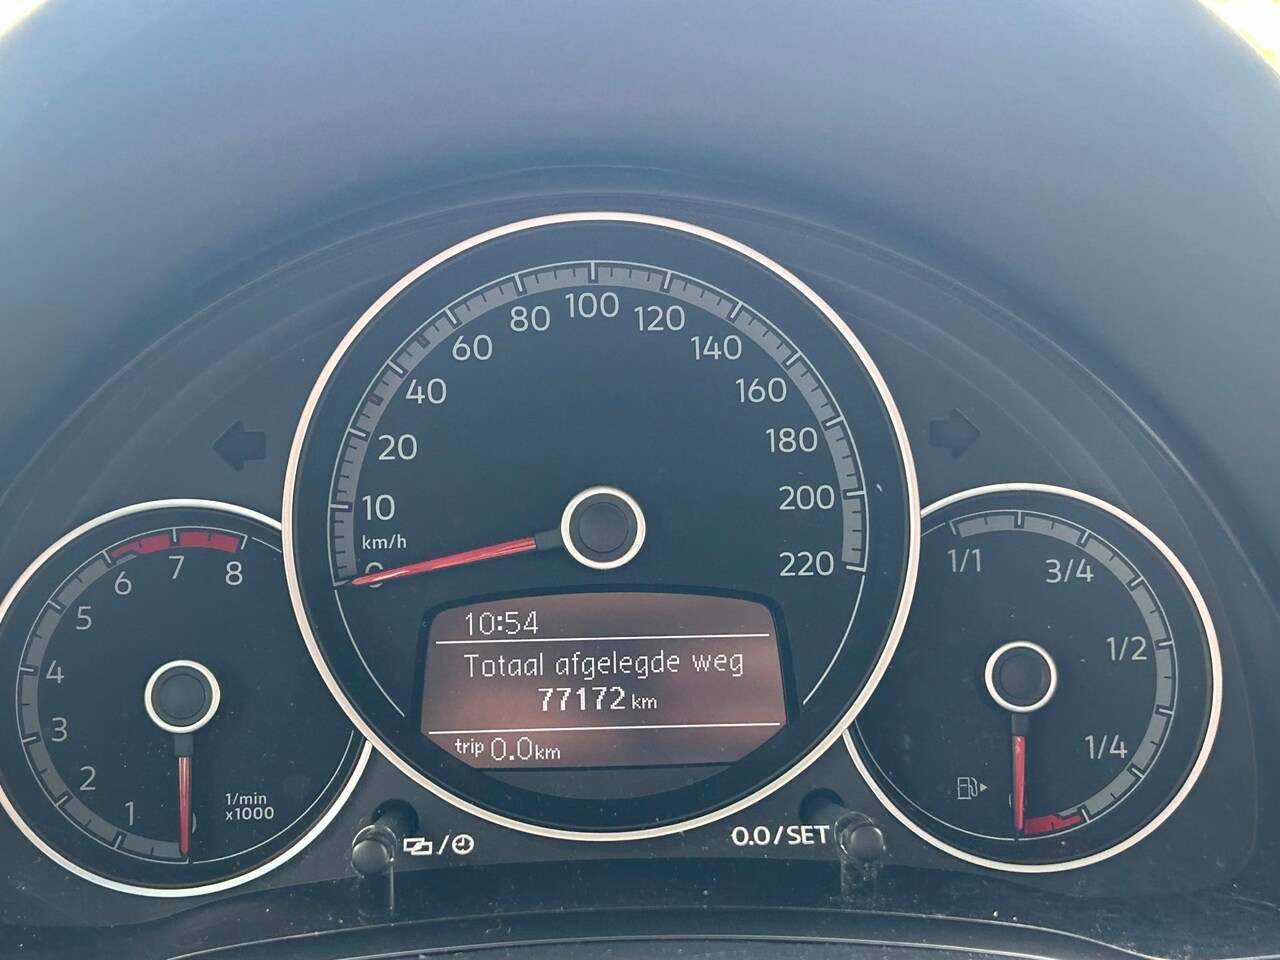 100
80 120
60 140
40 160
20 180
10 200
km/h
0 220
10:54
Totaal afgelegde weg
77172 km
trip 0.0 km
1 2 3 4 5 6 7 8
1/min
x1000
1/1
3/4
1/2
1/4
0.0/SET